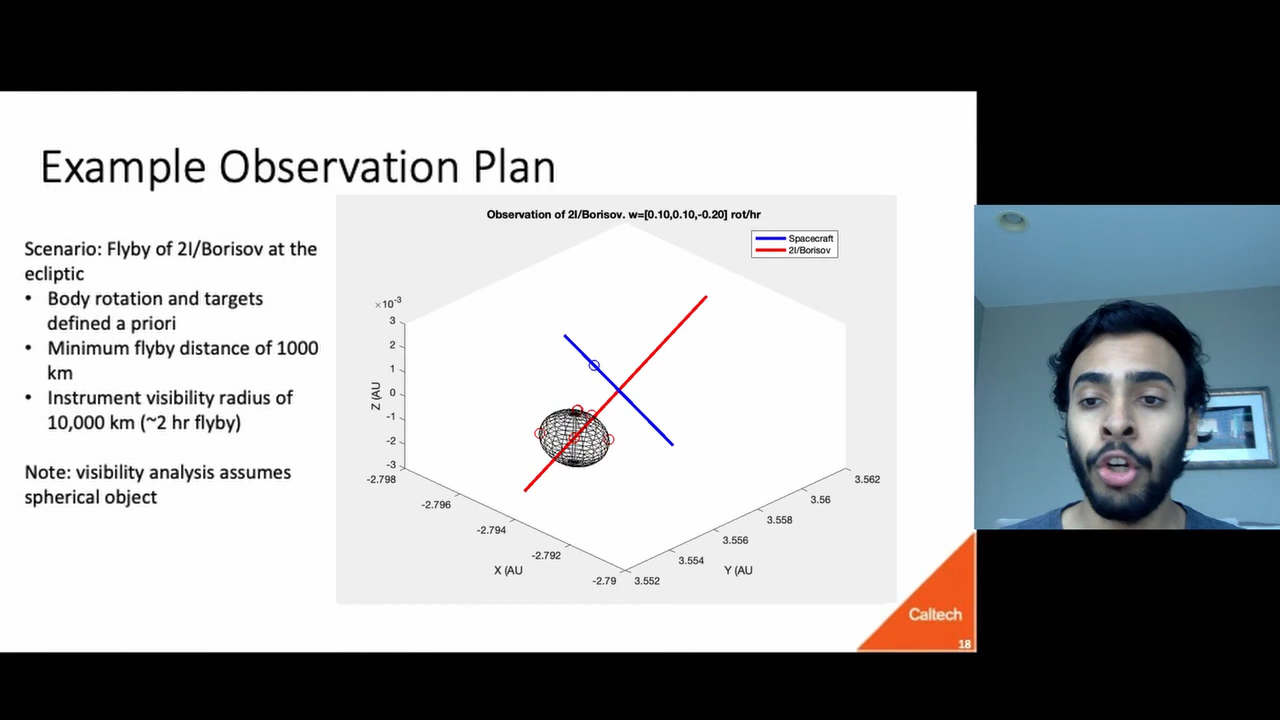 Example Observation Plan
Scenario: Flyby of 2I/Borisov at the
ecliptic
• Body rotation and targets
defined a priori
• Minimum flyby distance of 1000
km
• Instrument visibility radius of
10,000 km (~2 hr flyby)
Note: visibility analysis assumes
spherical object
Observation of 2I/Borisov. w=[0.10,0.10,-0.20] rot/hr
Spacecraft
2I/Borisov
×10-3
3
2
1
0
-1
-2
-3
Z (AU
-2.798
-2.796
-2.794
-2.792
-2.79
X (AU
3.552
3.554
3.556
3.558
3.56
3.562
Y (AU
Caltech
18